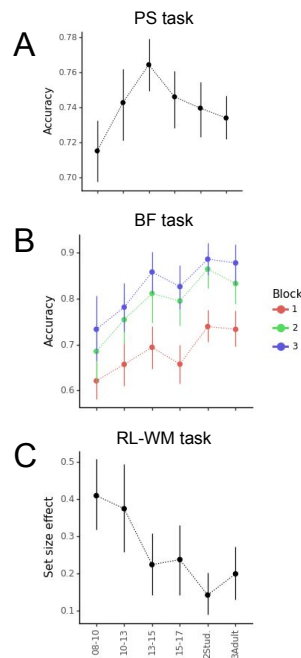 PS task
A
Accuracy
0.78
0.76
0.74
0.72
0.70
BF task
B
Accuracy
0.9
0.8
0.7
0.6
Block
1
2
3
RL-WM task
C
Set size effect
0.5
0.4
0.3
0.2
0.1
08-10
10-13
13-15
15-17
2Stud.
3Adult